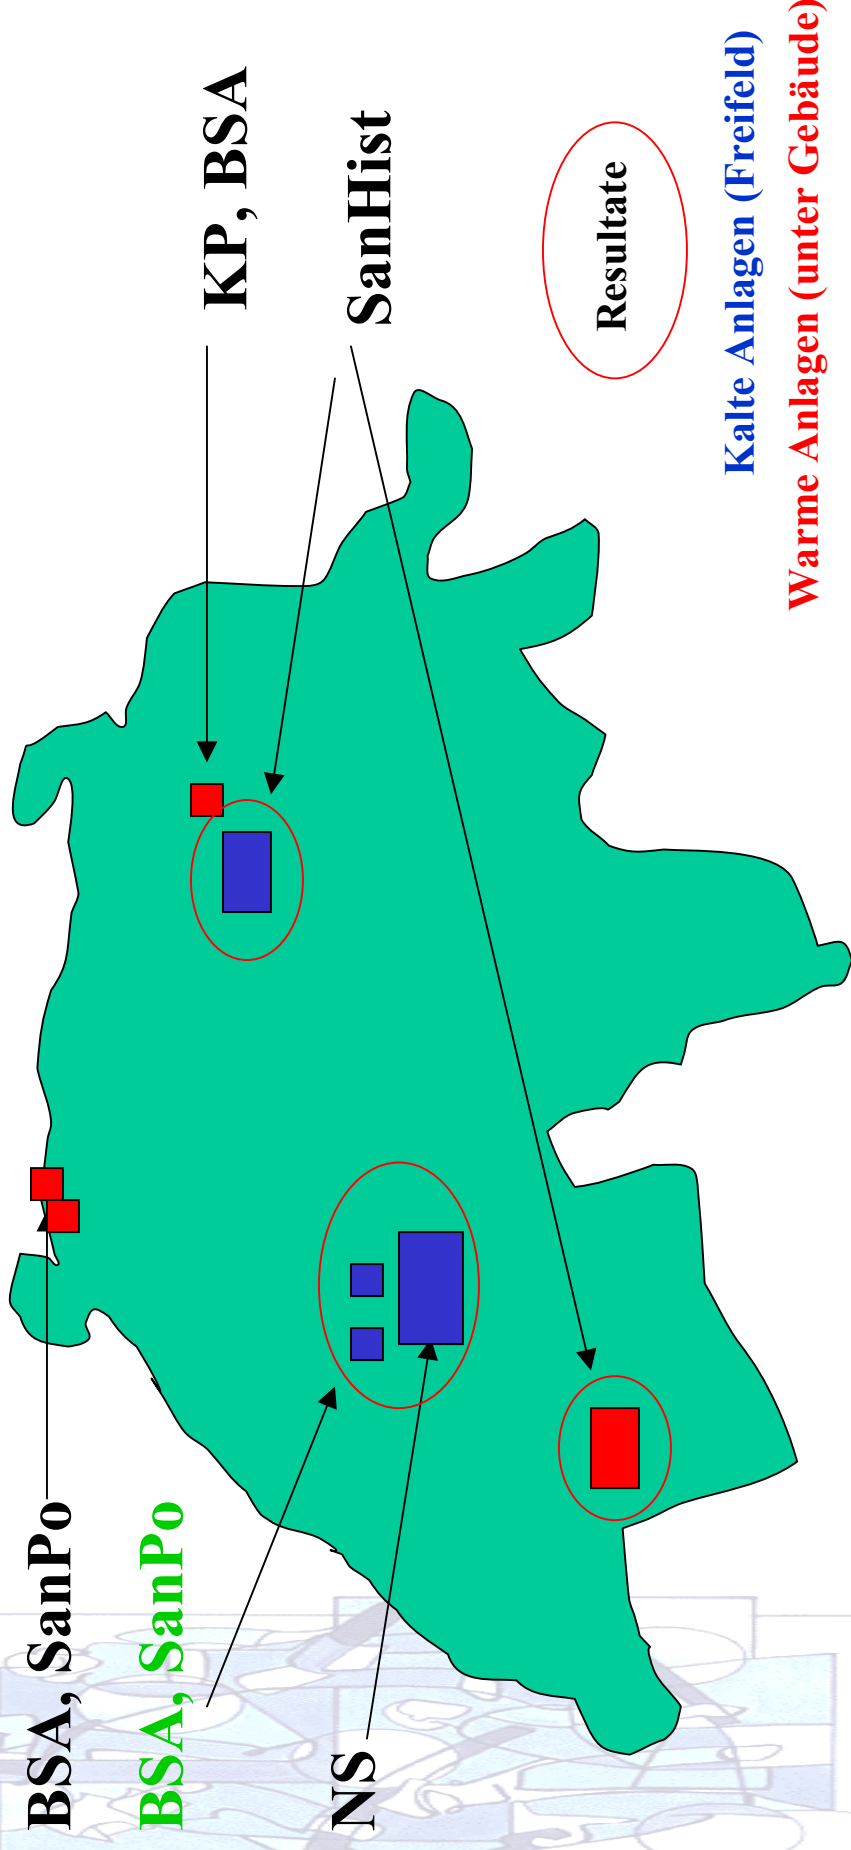 BSA, SanPo
BSA, SanPo
NS
KP, BSA
SanHist
Resultate
Kalte Anlagen (Freifeld)
Warme Anlagen (unter Gebäude)